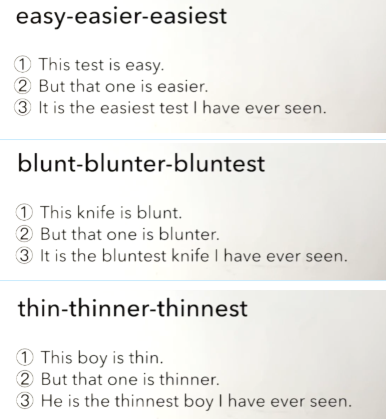 easy-easier-easiest
① This test is easy.
② But that one is easier.
③ It is the easiest test I have ever seen.
blunt-blunter-bluntest
① This knife is blunt.
② But that one is blunter.
③ It is the bluntest knife I have ever seen.
thin-thinner-thinnest
① This boy is thin.
② But that one is thinner.
③ He is the thinnest boy I have ever seen.